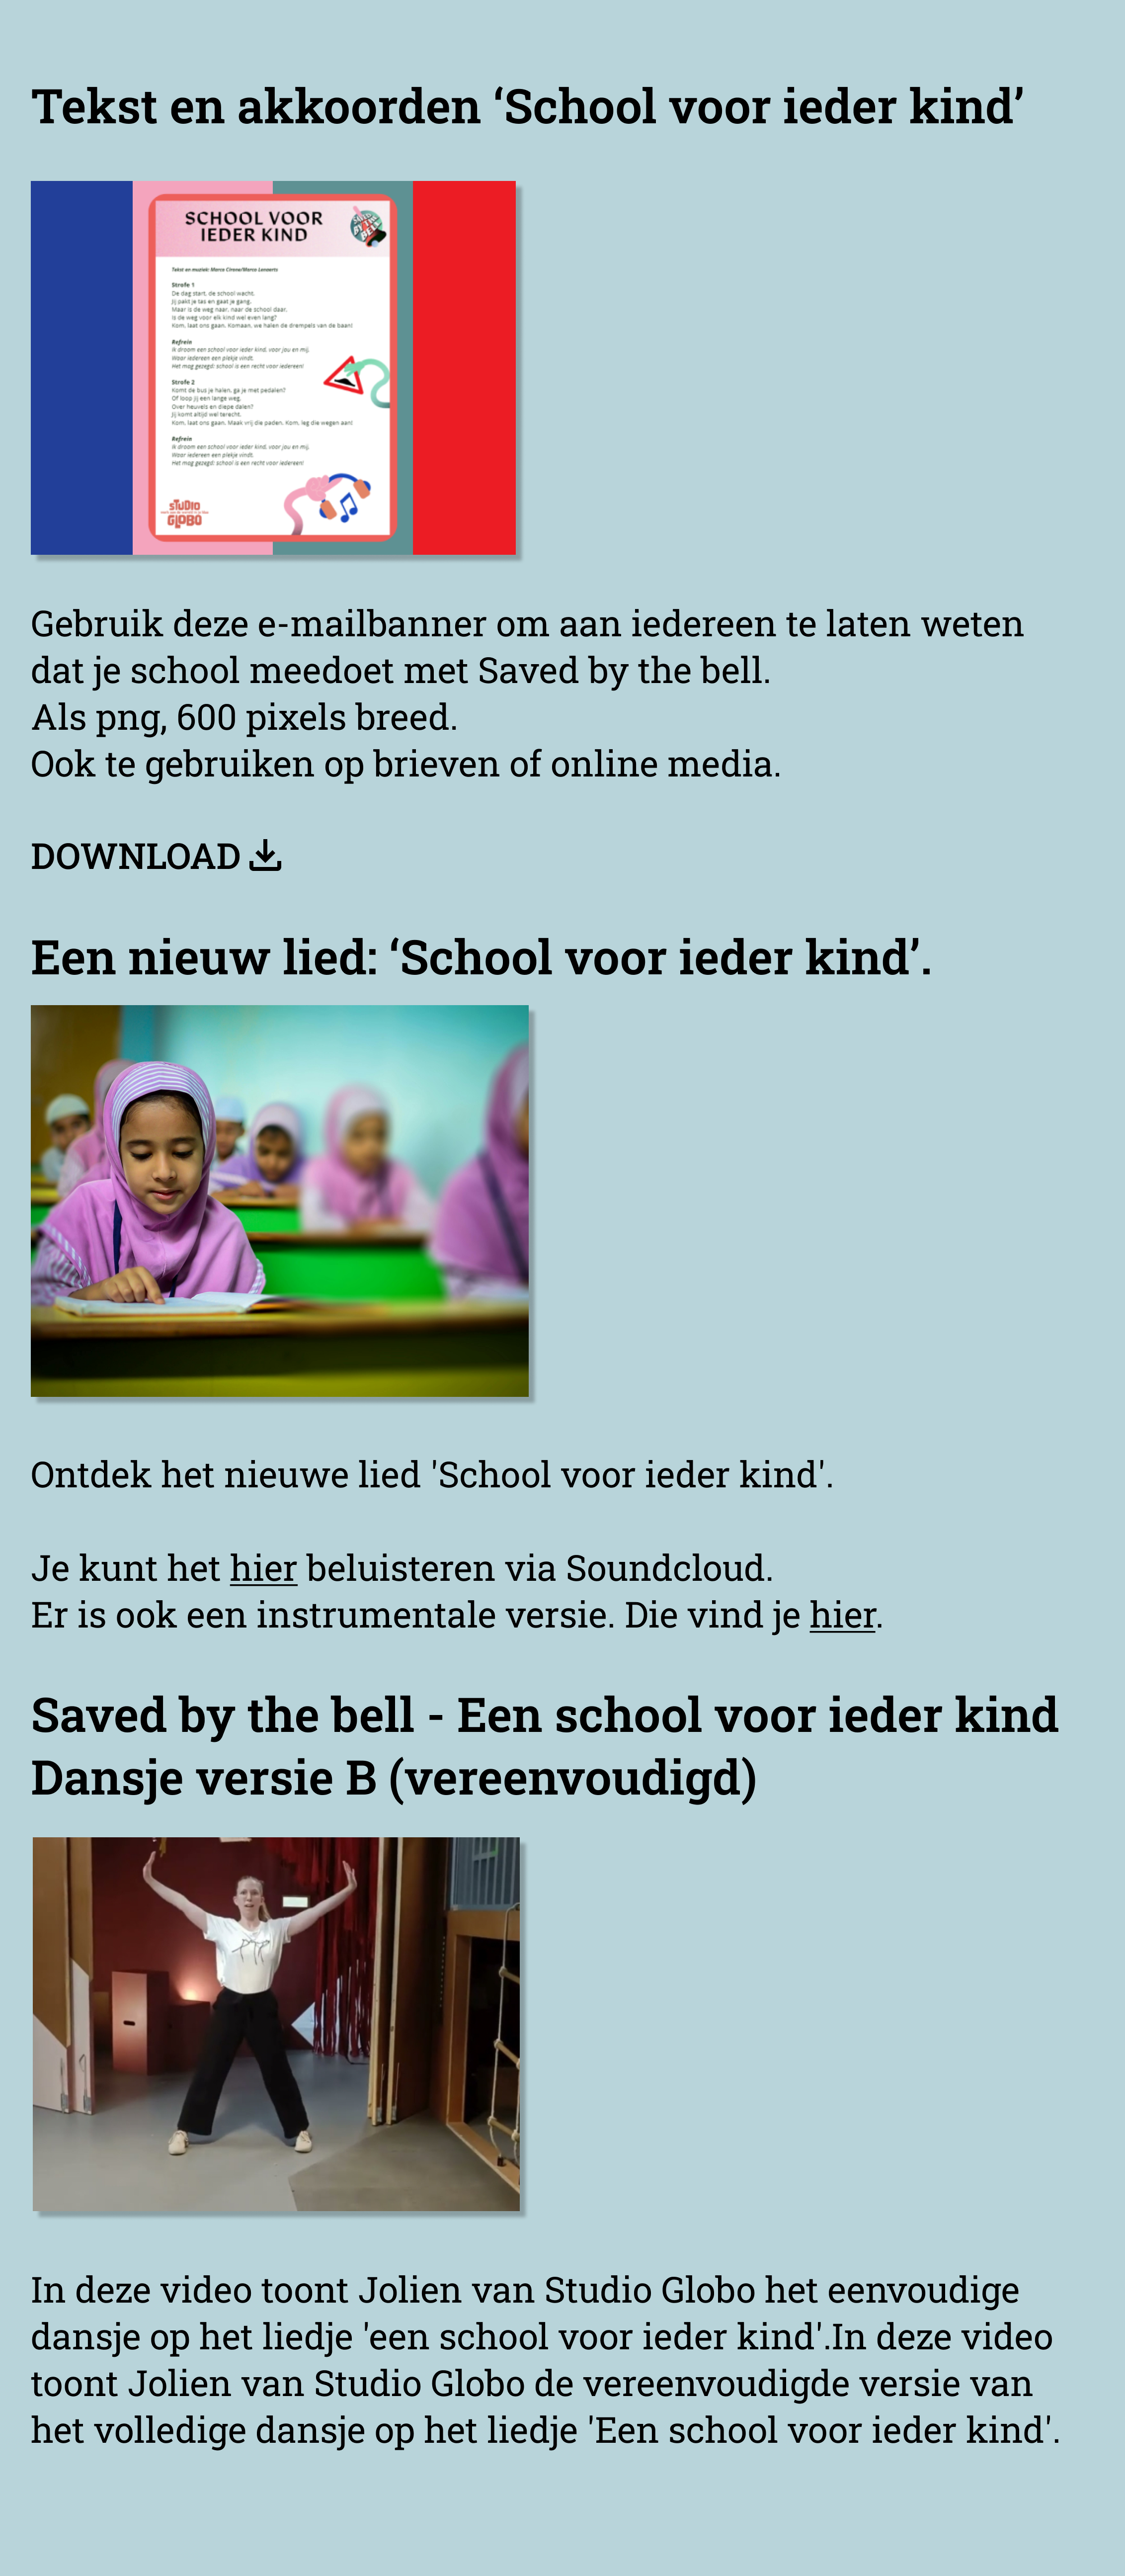 Tekst en akkoorden ‘School voor ieder kind’
SCHOOL VOOR
IEDER KIND
SAVED
BY THE
BELL
Tekst en muziek: Marco Cirone/Marco Lenaerts
Strofe 1
De dag start, de school wacht.
Jij pakt je tas en gaat je gang.
Maar is de weg naar, naar de school daar,
is de weg voor elk kind wel even lang?
Kom, laat ons gaan. Komaan, we halen de drempels van de baan!
Refrein
Ik droom een school voor ieder kind, voor jou en mij,
Waar iedereen een plekje vindt.
Het mag gezegd: school is een recht voor iedereen!
Strofe 2
Komt de bus je halen, ga je met pedalen?
Of loop jij een lange weg.
Over heuvels en diepe dalen?
Jij komt altijd wel terecht.
Kom, laat ons gaan. Maak vrij die paden. Kom, leg die wegen aan!
Refrein
Ik droom een school voor ieder kind, voor jou en mij,
Waar iedereen een plekje vindt.
Het mag gezegd: school is een recht voor iedereen!
STUDIO
GLOBO
Gebruik deze e-mailbanner om aan iedereen te laten weten
dat je school meedoet met Saved by the bell.
Als png, 600 pixels breed.
Ook te gebruiken op brieven of online media.
DOWNLOAD
Een nieuw lied: ‘School voor ieder kind’.
Ontdek het nieuwe lied 'School voor ieder kind'.
Je kunt het hier beluisteren via Soundcloud.
Er is ook een instrumentale versie. Die vind je hier.
Saved by the bell - Een school voor ieder kind
Dansje versie B (vereenvoudigd)
In deze video toont Jolien van Studio Globo het eenvoudige
dansje op het liedje 'een school voor ieder kind'.In deze video
toont Jolien van Studio Globo de vereenvoudigde versie van
het volledige dansje op het liedje 'Een school voor ieder kind'.